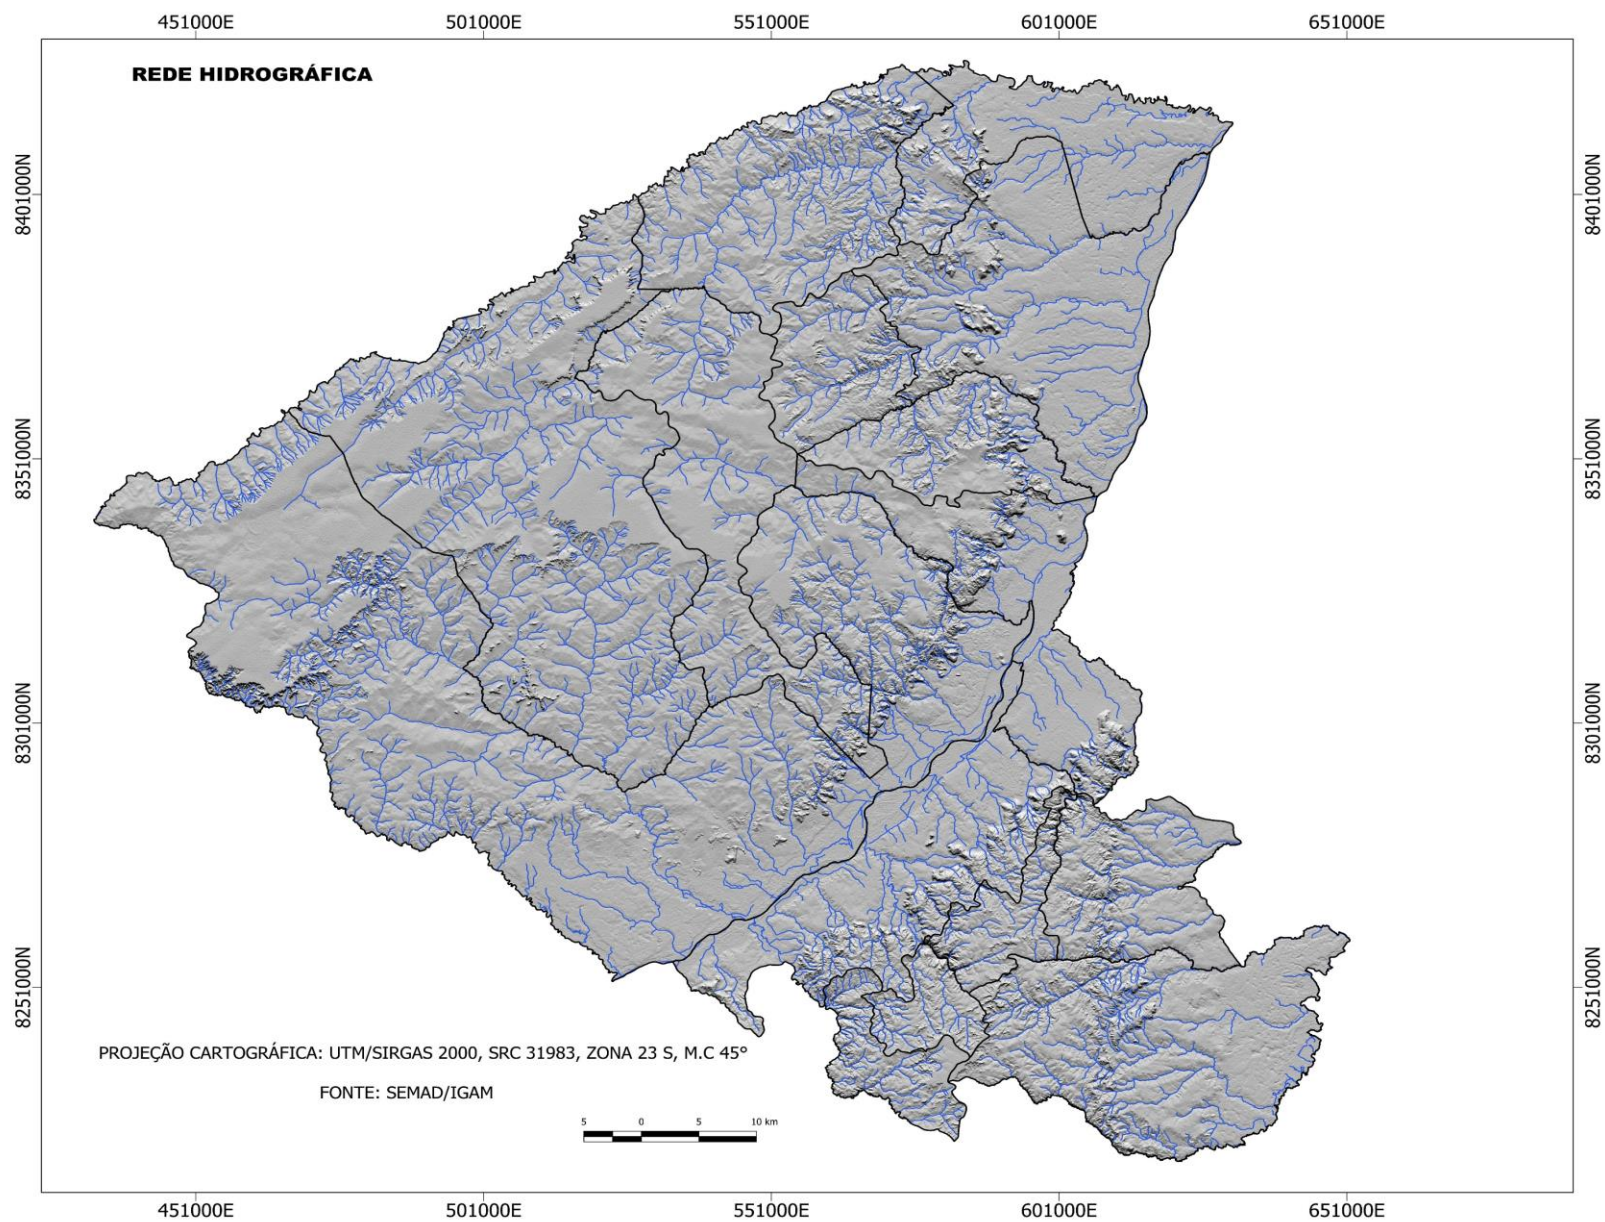 451000E 501000E 551000E 601000E 651000E
REDE HIDROGRÁFICA
8401000N 8401000N
8351000N 8351000N
8301000N 8301000N
8251000N 8251000N
PROJEÇÃO CARTOGRÁFICA: UTM/SIRGAS 2000, SRC 31983, ZONA 23 S, M.C 45°
FONTE: SEMAD/IGAM
5 0 5 10 km
451000E 501000E 551000E 601000E 651000E